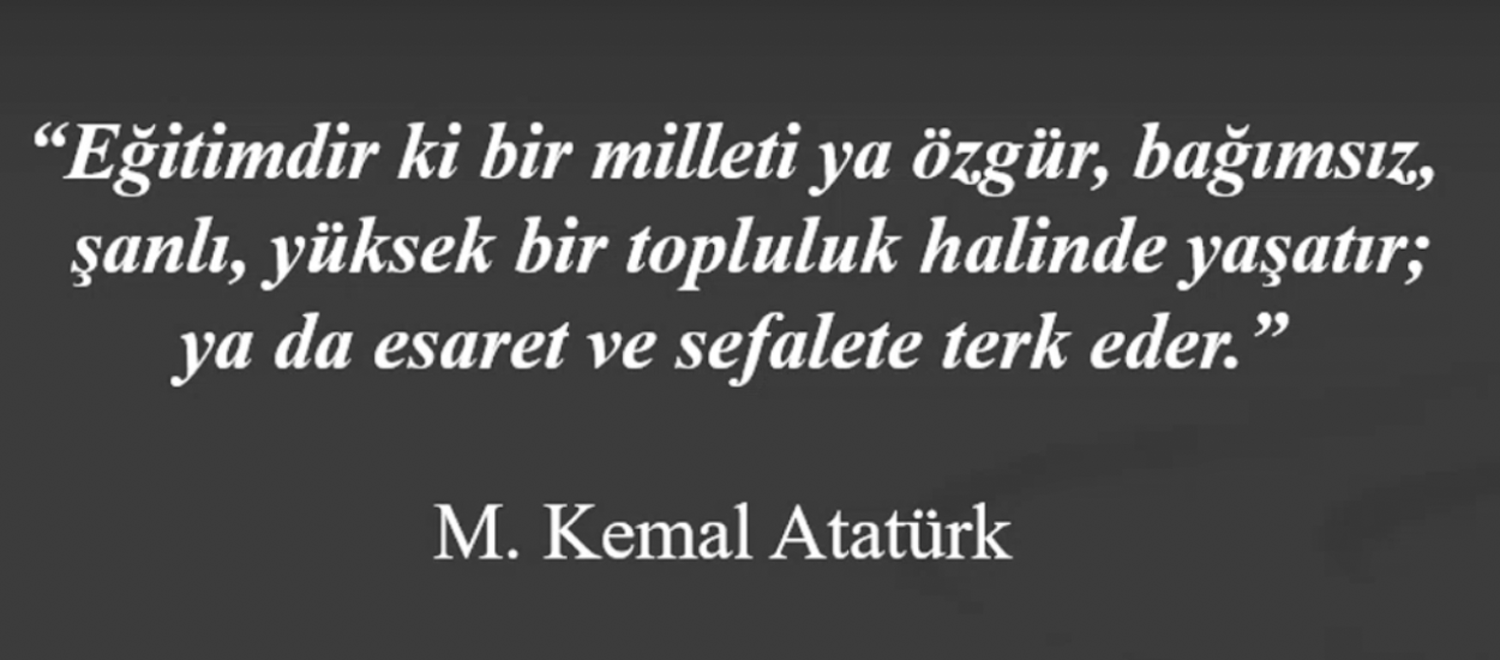 “Eğitimdir ki bir milleti ya özgür, bağımsız,
şanlı, yüksek bir topluluk halinde yaşatır;
ya da esaret ve sefalete terk eder.”
M. Kemal Atatürk